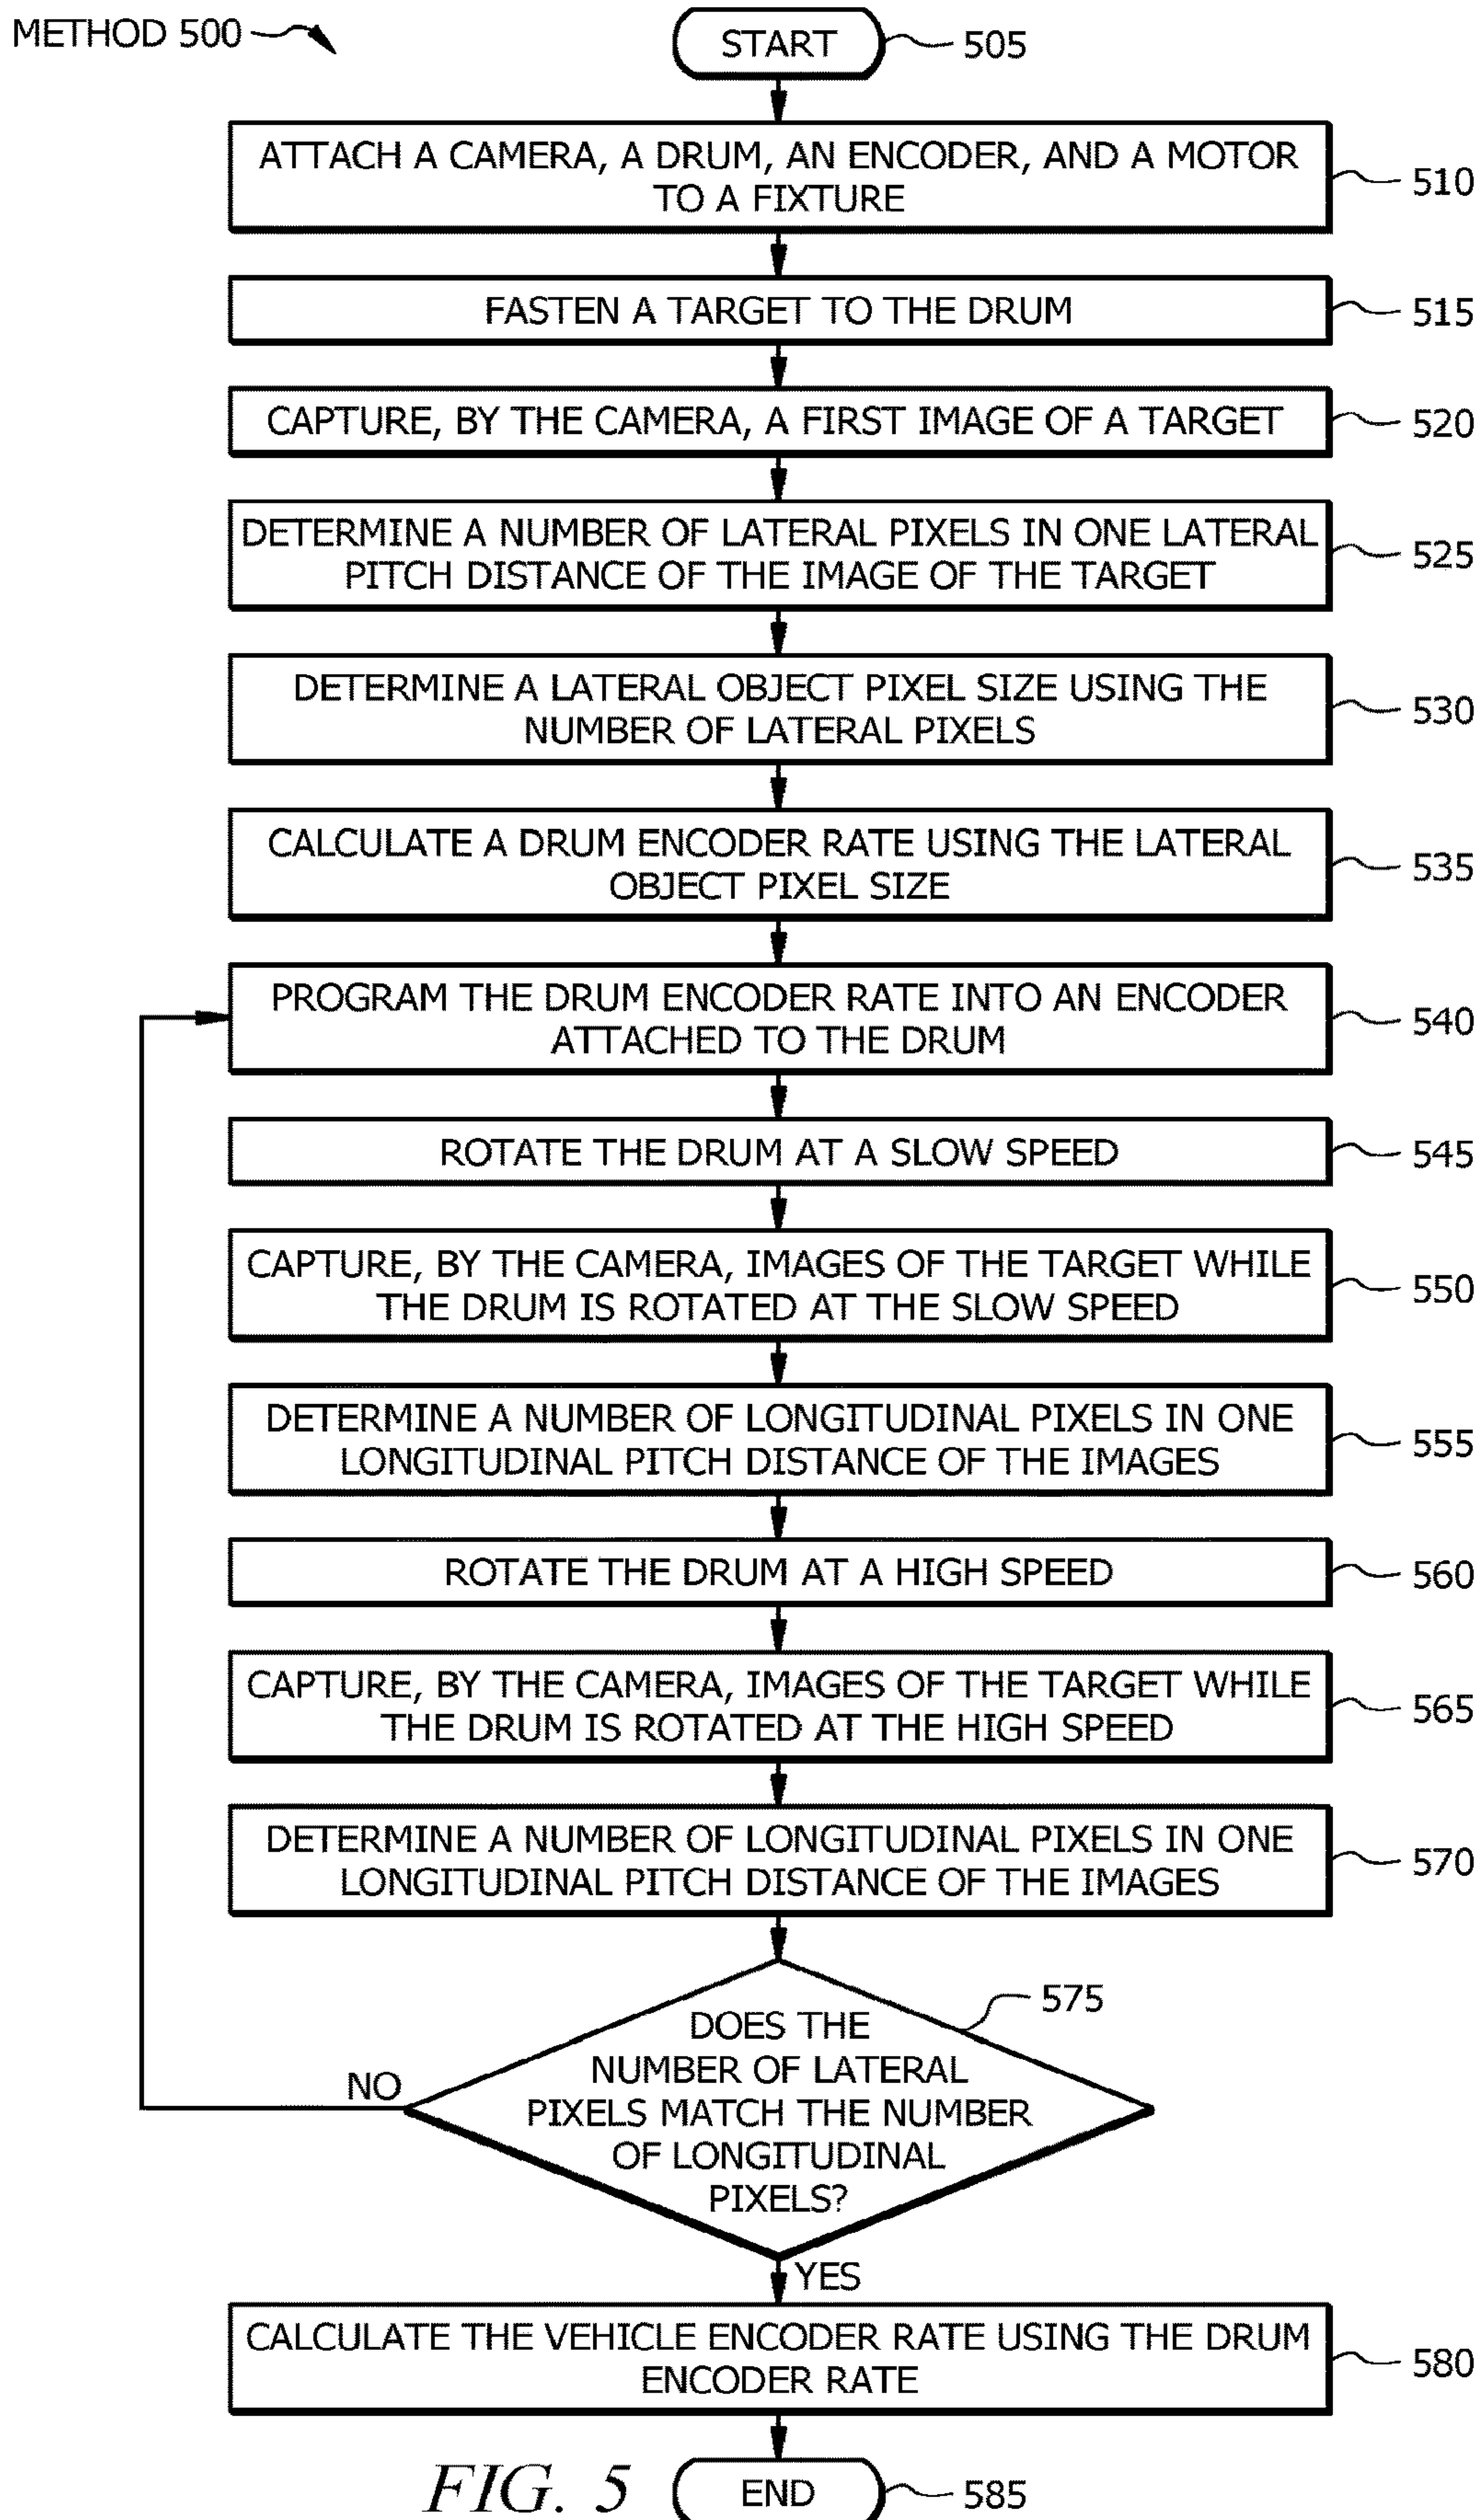 METHOD 500
START
505
ATTACH A CAMERA, A DRUM, AN ENCODER, AND A MOTOR
TO A FIXTURE
510
FASTEN A TARGET TO THE DRUM
515
CAPTURE, BY THE CAMERA, A FIRST IMAGE OF A TARGET
520
DETERMINE A NUMBER OF LATERAL PIXELS IN ONE LATERAL
PITCH DISTANCE OF THE IMAGE OF THE TARGET
525
DETERMINE A LATERAL OBJECT PIXEL SIZE USING THE
NUMBER OF LATERAL PIXELS
530
CALCULATE A DRUM ENCODER RATE USING THE LATERAL
OBJECT PIXEL SIZE
535
PROGRAM THE DRUM ENCODER RATE INTO AN ENCODER
ATTACHED TO THE DRUM
540
ROTATE THE DRUM AT A SLOW SPEED
545
CAPTURE, BY THE CAMERA, IMAGES OF THE TARGET WHILE
THE DRUM IS ROTATED AT THE SLOW SPEED
550
DETERMINE A NUMBER OF LONGITUDINAL PIXELS IN ONE
LONGITUDINAL PITCH DISTANCE OF THE IMAGES
555
ROTATE THE DRUM AT A HIGH SPEED
560
CAPTURE, BY THE CAMERA, IMAGES OF THE TARGET WHILE
THE DRUM IS ROTATED AT THE HIGH SPEED
565
DETERMINE A NUMBER OF LONGITUDINAL PIXELS IN ONE
LONGITUDINAL PITCH DISTANCE OF THE IMAGES
570
575
DOES THE
NUMBER OF LATERAL
PIXELS MATCH THE NUMBER
OF LONGITUDINAL
PIXELS?
NO
YES
CALCULATE THE VEHICLE ENCODER RATE USING THE DRUM
ENCODER RATE
580
FIG. 5
END
585